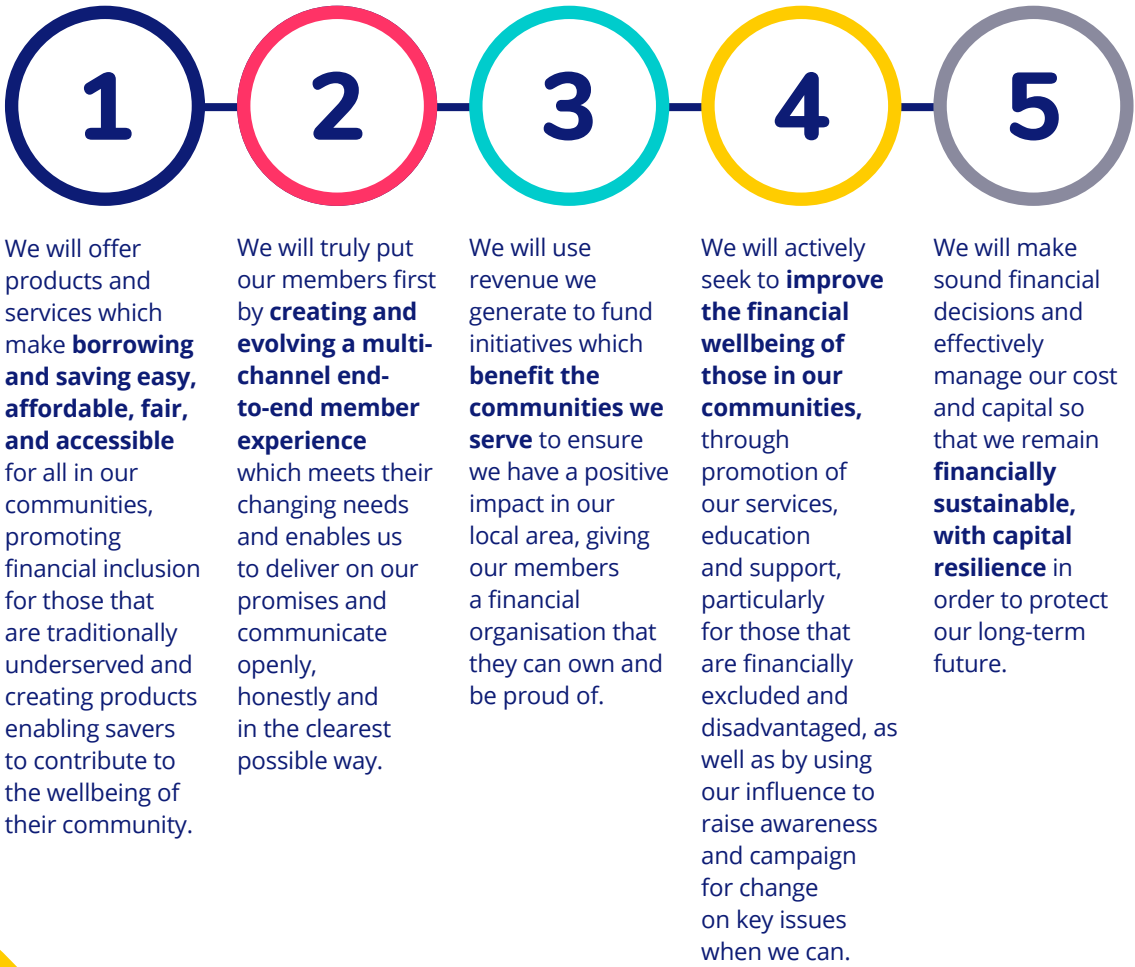 1
2
3
4
5
We will offer
products and
services which
make borrowing
and saving easy,
affordable, fair,
and accessible
for all in our
communities,
promoting
financial inclusion
for those that
are traditionally
underserved and
creating products
enabling savers
to contribute to
the wellbeing of
their community.
We will truly put
our members first
by creating and
evolving a multi-
channel end-
to-end member
experience
which meets their
changing needs
and enables us
to deliver on our
promises and
communicate
openly,
honestly and
in the clearest
possible way.
We will use
revenue we
generate to fund
initiatives which
benefit the
communities we
serve to ensure
we have a positive
impact in our
local area, giving
our members
a financial
organisation that
they can own and
be proud of.
We will actively
seek to improve
the financial
wellbeing of
those in our
communities,
through
promotion of
our services,
education
and support,
particularly
for those that
are financially
excluded and
disadvantaged, as
well as by using
our influence to
raise awareness
and campaign
for change
on key issues
when we can.
We will make
sound financial
decisions and
effectively
manage our cost
and capital so
that we remain
financially
sustainable,
with capital
resilience in
order to protect
our long-term
future.